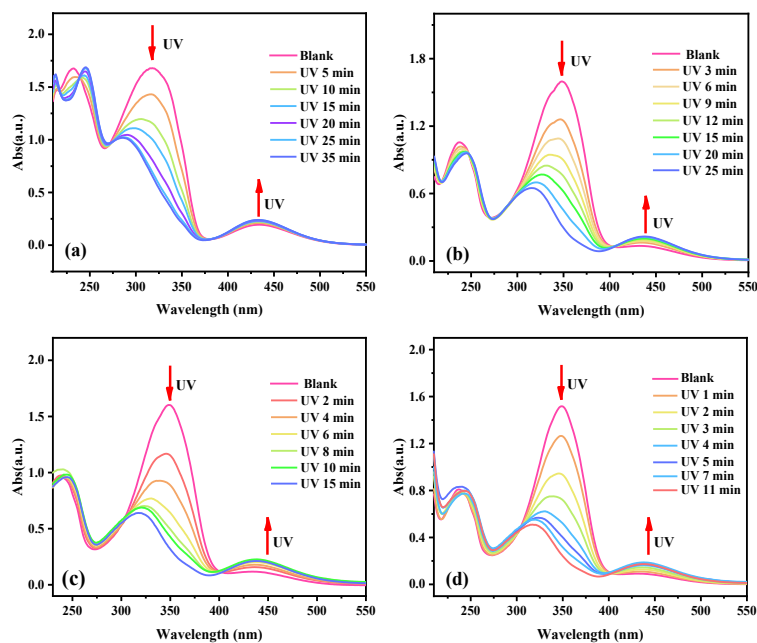 2.0
1.5
1.0
0.5
0.0
Abs(a.u.)
250 300 350 400 450 500 550
Wavelength (nm)
(a)
UV
UV
Blank
UV 5 min
UV 10 min
UV 15 min
UV 20 min
UV 25 min
UV 35 min
1.8
1.2
0.6
0.0
Abs(a.u.)
250 300 350 400 450 500 550
Wavelength (nm)
(b)
UV
UV
Blank
UV 3 min
UV 6 min
UV 9 min
UV 12 min
UV 15 min
UV 20 min
UV 25 min
2.0
1.5
1.0
0.5
0.0
Abs(a.u.)
250 300 350 400 450 500 550
Wavelength (nm)
(c)
UV
UV
Blank
UV 2 min
UV 4 min
UV 6 min
UV 8 min
UV 10 min
UV 15 min
2.0
1.6
1.2
0.8
0.4
0.0
Abs(a.u.)
250 300 350 400 450 500 550
Wavelength (nm)
(d)
UV
UV
Blank
UV 1 min
UV 2 min
UV 3 min
UV 4 min
UV 5 min
UV 7 min
UV 11 min